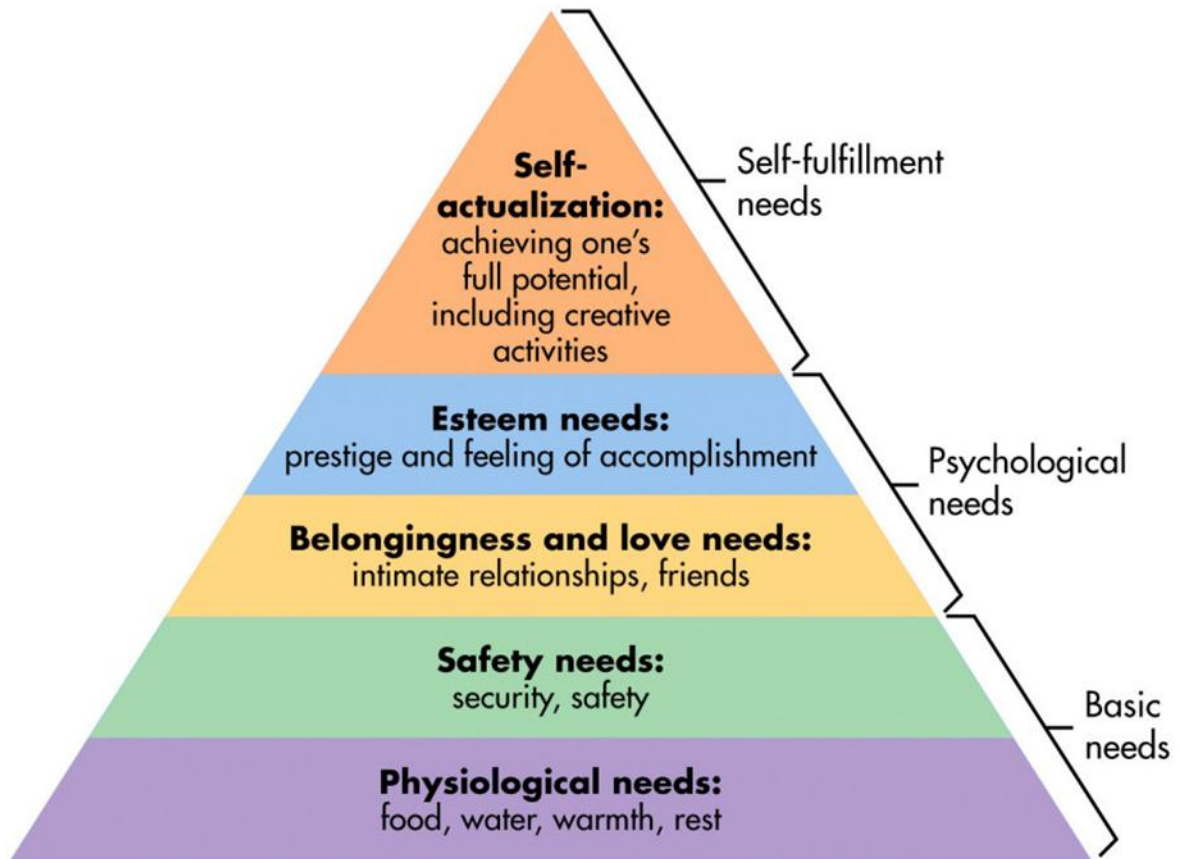 Self-
actualization:
achieving one's
full potential,
including creative
activities
Self-fulfillment
needs
Esteem needs:
prestige and feeling of accomplishment
Psychological
needs
Belongingness and love needs:
intimate relationships, friends
Safety needs:
security, safety
Basic
needs
Physiological needs:
food, water, warmth, rest